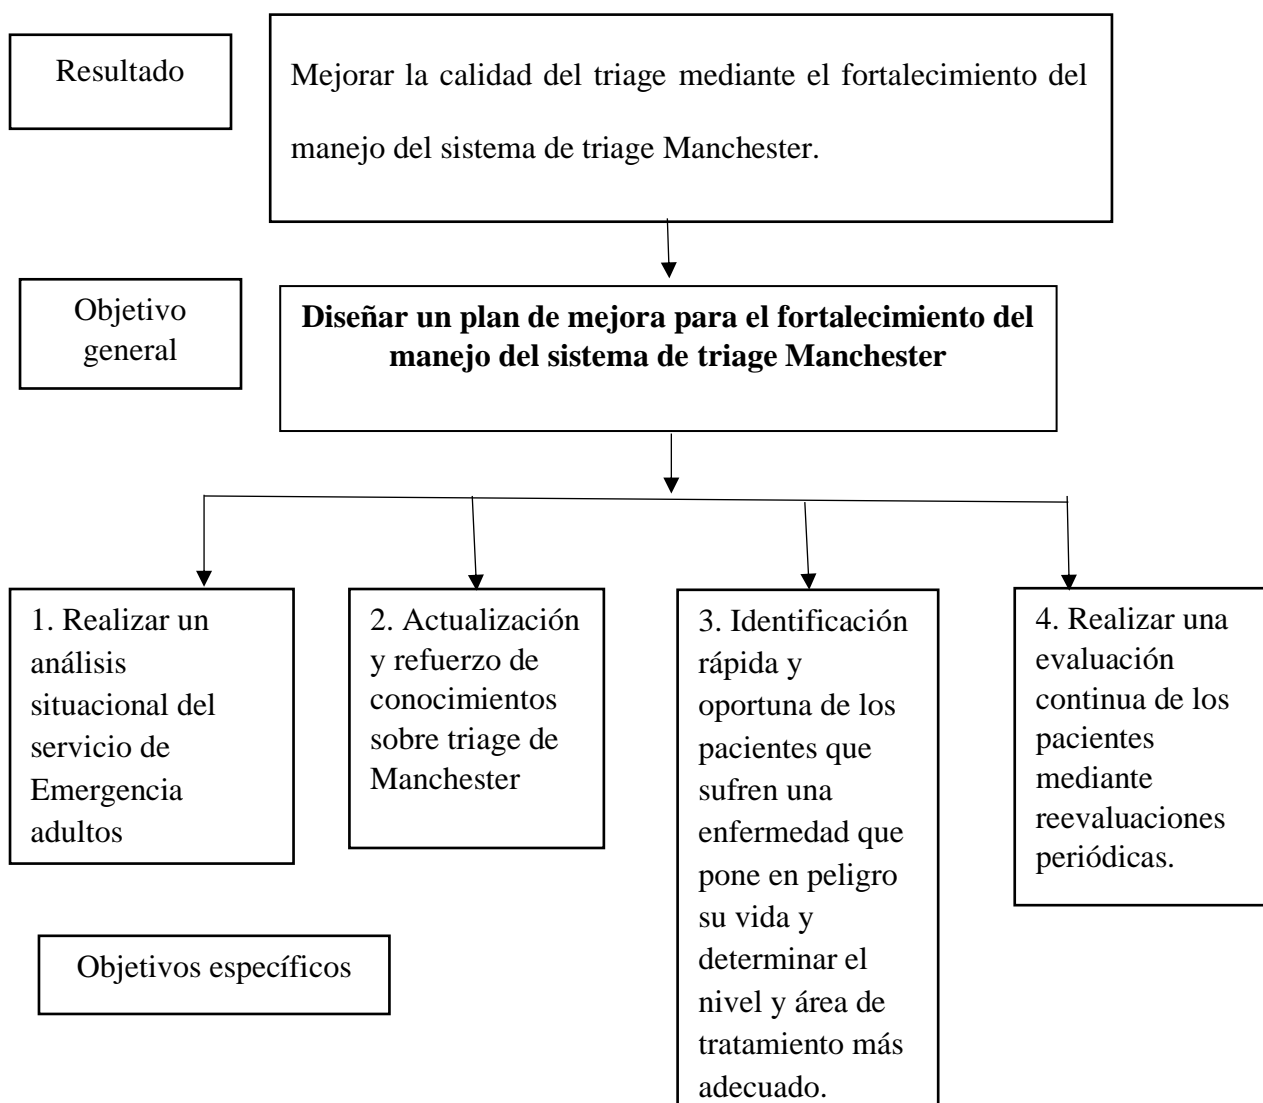 Resultado
Mejorar la calidad del triage mediante el fortalecimiento del
manejo del sistema de triage Manchester.
Objetivo
general
Diseñar un plan de mejora para el fortalecimiento del
manejo del sistema de triage Manchester
1. Realizar un
análisis
situacional del
servicio de
Emergencia
adultos
2. Actualización
y refuerzo de
conocimientos
sobre triage de
Manchester
3. Identificación
rápida y
oportuna de los
pacientes que
sufren una
enfermedad que
pone en peligro
su vida y
determinar el
nivel y área de
tratamiento más
adecuado.
4. Realizar una
evaluación
continua de los
pacientes
mediante
reevaluaciones
periódicas.
Objetivos específicos